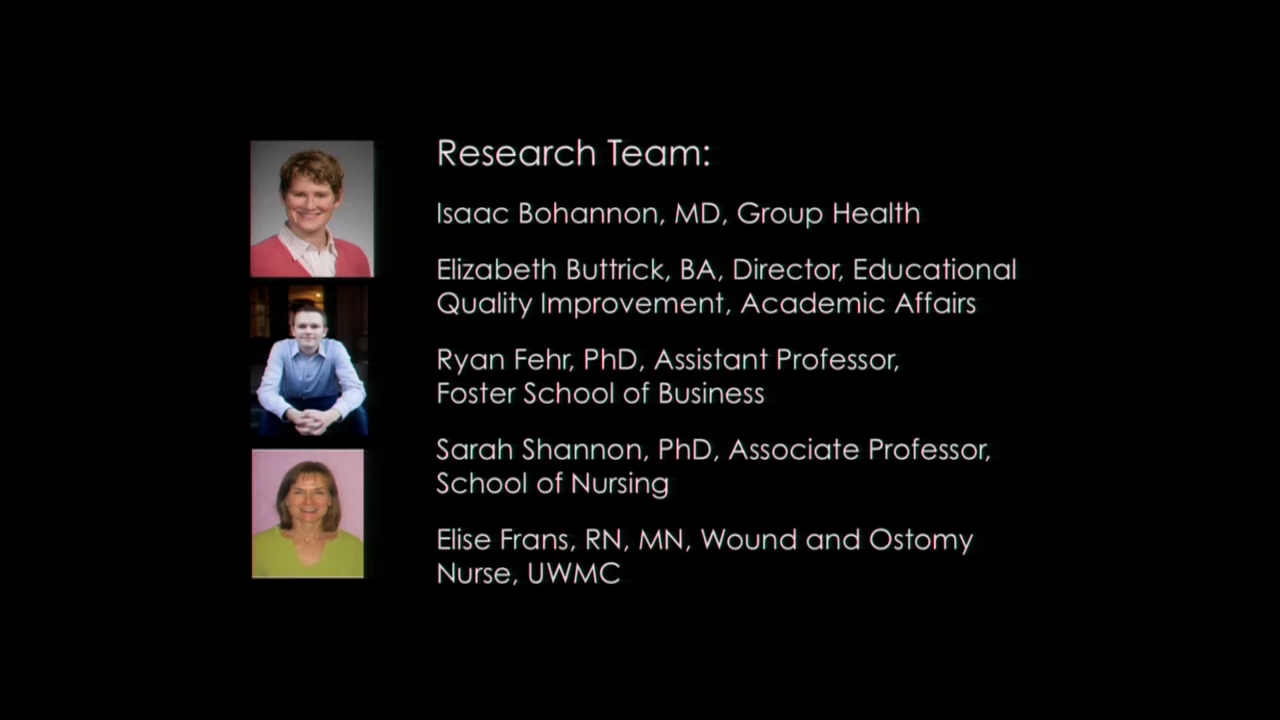 Research Team:
Isaac Bohannon, MD, Group Health
Elizabeth Buttrick, BA, Director, Educational
Quality Improvement, Academic Affairs
Ryan Fehr, PhD, Assistant Professor,
Foster School of Business
Sarah Shannon, PhD, Associate Professor,
School of Nursing
Elise Frans, RN, MN, Wound and Ostomy
Nurse, UWMC